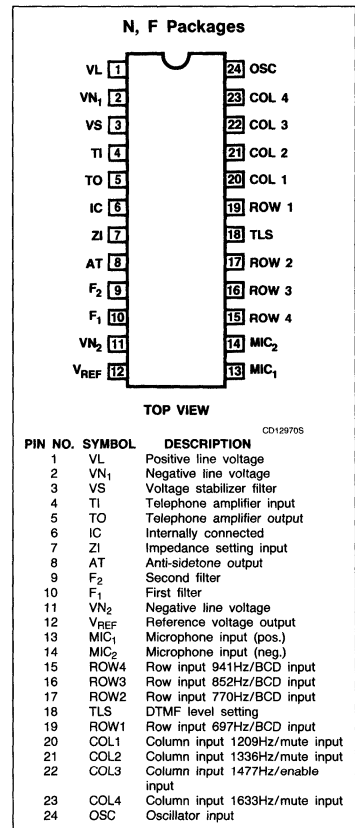 N, F Packages
VL 1 24 OSC
VN₁ 2 23 COL 4
VS 3 22 COL 3
TI 4 21 COL 2
TO 5 20 COL 1
IC 6 19 ROW 1
ZI 7 18 TLS
AT 8 17 ROW 2
F₂ 9 16 ROW 3
F₁ 10 15 ROW 4
VN₂ 11 14 MIC₂
V_REF 12 13 MIC₁
TOP VIEW
CD12970S
PIN NO. SYMBOL DESCRIPTION
1 VL Positive line voltage
2 VN₁ Negative line voltage
3 VS Voltage stabilizer filter
4 TI Telephone amplifier input
5 TO Telephone amplifier output
6 IC Internally connected
7 ZI Impedance setting input
8 AT Anti-sidetone output
9 F₂ Second filter
10 F₁ First filter
11 VN₂ Negative line voltage
12 V_REF Reference voltage output
13 MIC₁ Microphone input (pos.)
14 MIC₂ Microphone input (neg.)
15 ROW4 Row input 941Hz/BCD input
16 ROW3 Row input 852Hz/BCD input
17 ROW2 Row input 770Hz/BCD input
18 TLS DTMF level setting
19 ROW1 Row input 697Hz/BCD input
20 COL1 Column input 1209Hz/mute input
21 COL2 Column input 1336Hz/mute input
22 COL3 Column input 1477Hz/enable
input
23 COL4 Column input 1633Hz/mute input
24 OSC Oscillator input